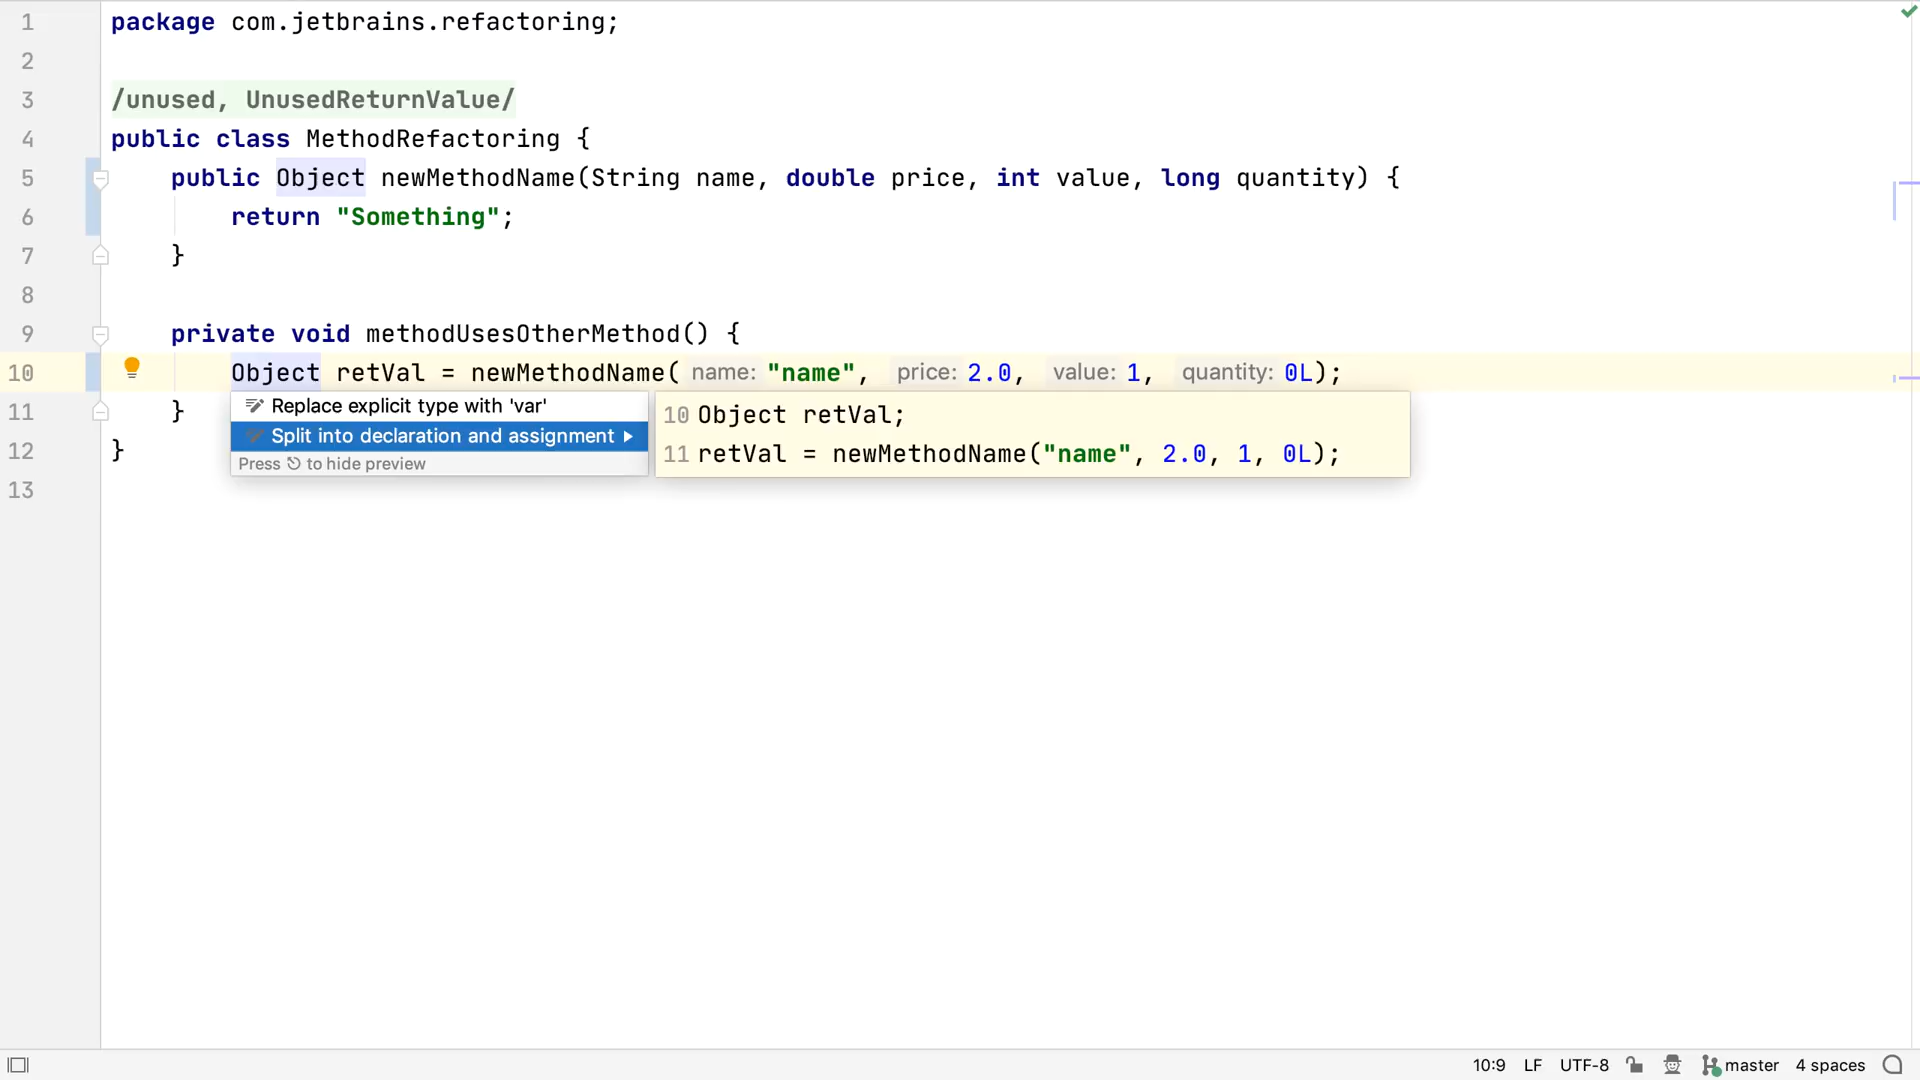 1 package com.jetbrains.refactoring;
2
3 /unused, UnusedReturnValue/
4 public class MethodRefactoring {
5 public Object newMethodName(String name, double price, int value, long quantity) {
6 return "Something";
7 }
8
9 private void methodUsesOtherMethod() {
10 Object retVal = newMethodName( name: "name", price: 2.0, value: 1, quantity: 0L);
11 }
Replace explicit type with 'var'
Split into declaration and assignment
Press to hide preview
10 Object retVal;
11 retVal = newMethodName("name", 2.0, 1, 0L);
12 }
13
10:9 LF UTF-8 master 4 spaces